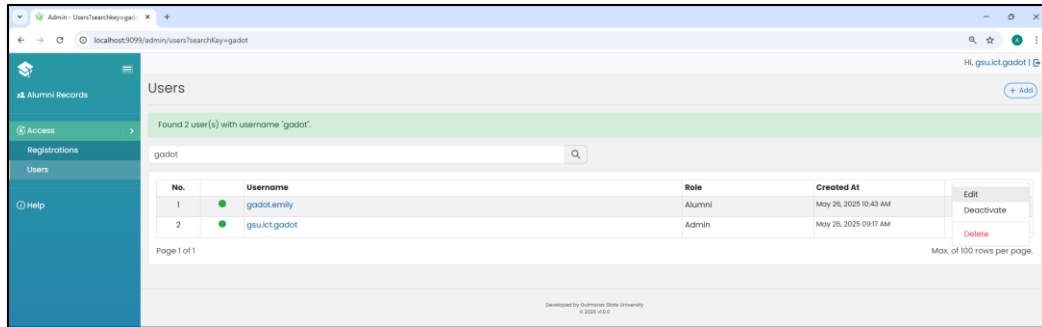 Admin - Users?searchkey=gad
localhost:9099/admin/users?searchKey=gadot
A
Hi, gsu.ict.gadot |
Alumni Records
Users
+ Add
Access
Found 2 user(s) with username "gadot".
Registrations
gadot
Users
No. Username Role Created At
1 gadot.emily Alumni May 26, 2025 10:43 AM
Edit
Help
Deactivate
2 gsu.ict.gadot Admin May 26, 2025 09:17 AM
Delete
Page 1 of 1
Max. of 100 rows per page.
Developed by Guimaras State University
© 2025 v1.0.0